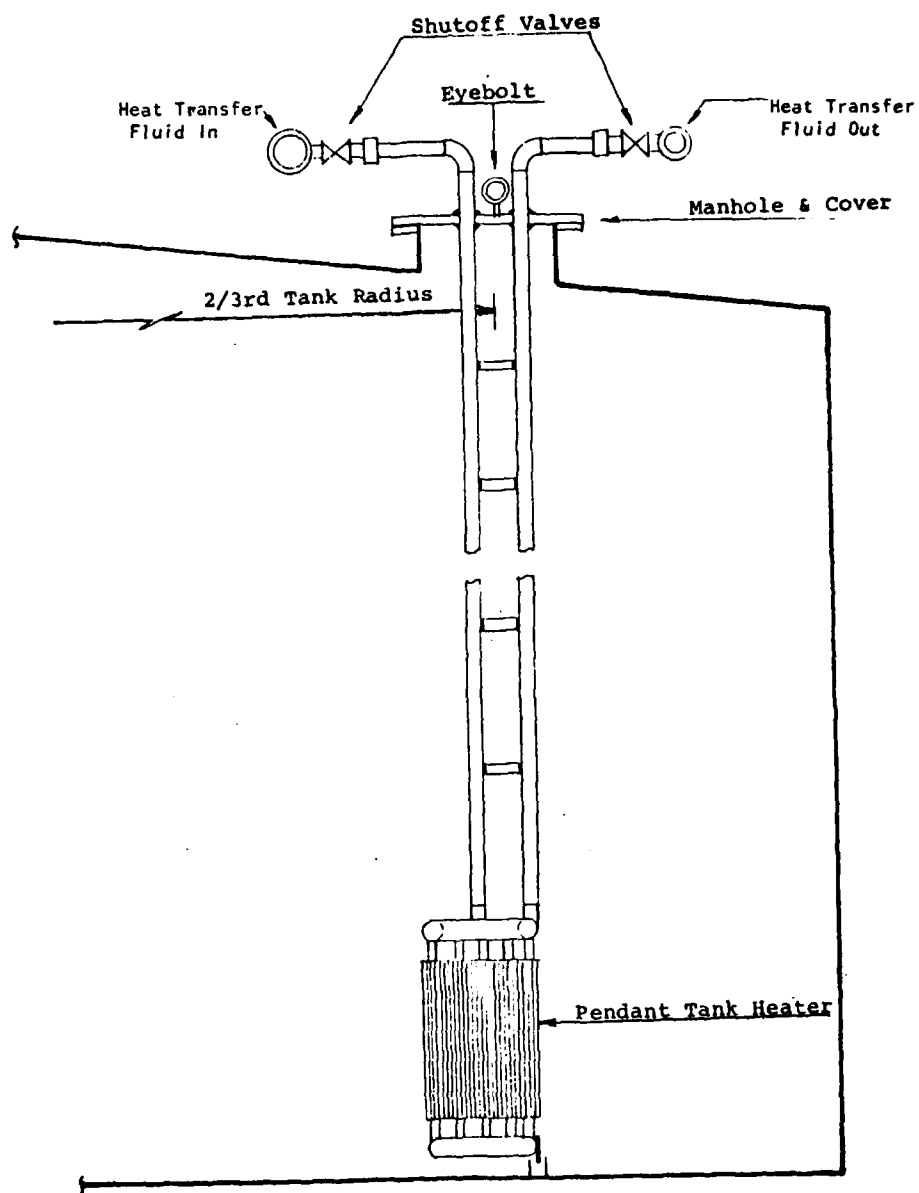 Shutoff Valves
Eyebolt
Heat Transfer
Fluid In
Heat Transfer
Fluid Out
Manhole & Cover
2/3rd Tank Radius
Pendant Tank Heater